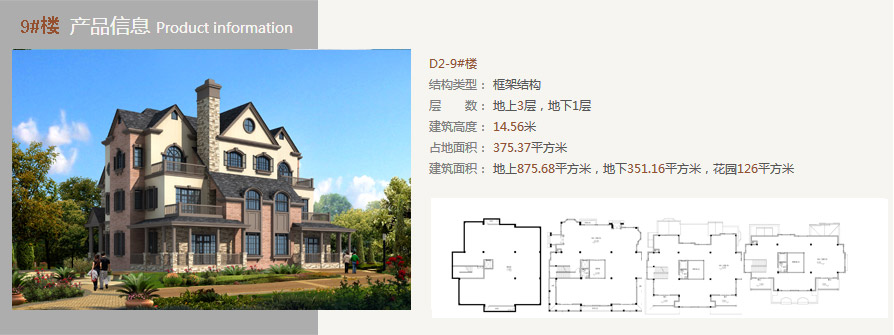 9#楼 产品信息 Product information
D2-9#楼
结构类型： 框架结构
层　　数： 地上3层，地下1层
建筑高度： 14.56米
占地面积： 375.37平方米
建筑面积： 地上875.68平方米，地下351.16平方米，花园126平方米